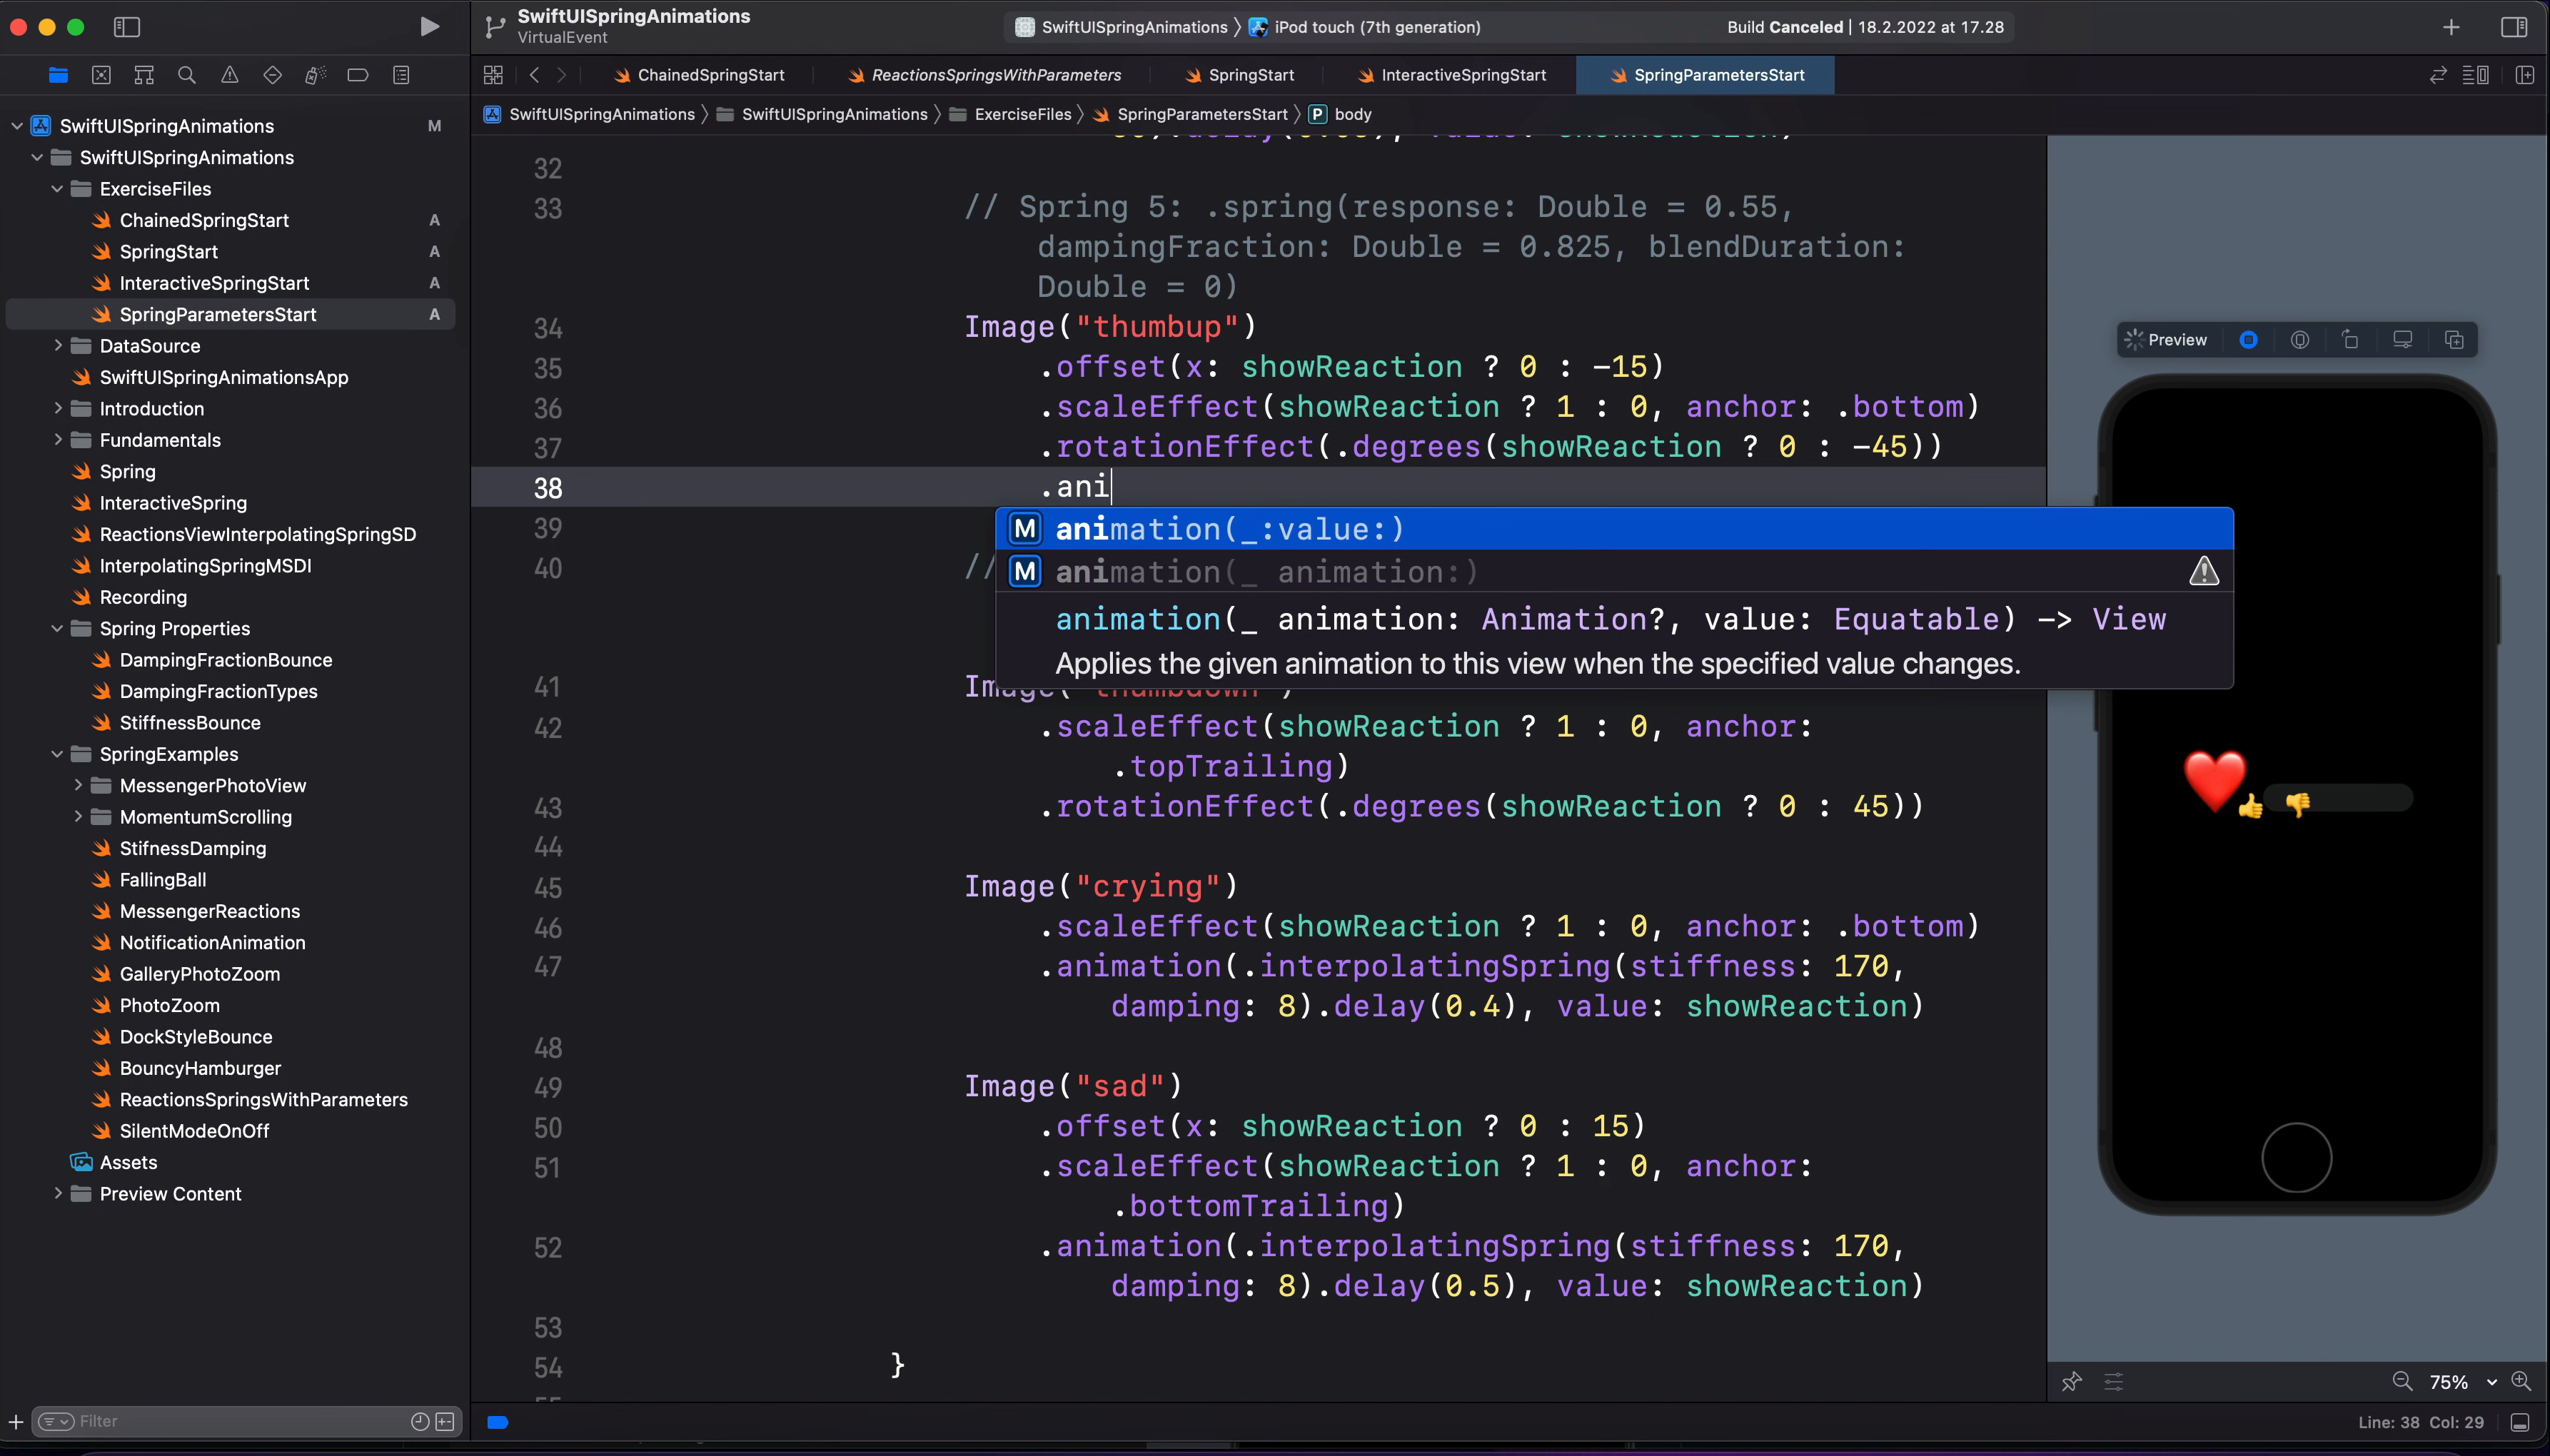 SwiftUISpringAnimations
VirtualEvent
SwiftUISpringAnimations 〉 iPod touch (7th generation)
Build Canceled | 18.2.2022 at 17.28
ChainedSpringStart
ReactionsSpringsWithParameters
SpringStart
InteractiveSpringStart
SpringParametersStart
SwiftUISpringAnimations 〉 SwiftUISpringAnimations 〉 ExerciseFiles 〉 SpringParametersStart 〉 P body
SwiftUISpringAnimations M
SwiftUISpringAnimations
ExerciseFiles
ChainedSpringStart A
SpringStart A
InteractiveSpringStart A
SpringParametersStart A
DataSource
SwiftUISpringAnimationsApp
Introduction
Fundamentals
Spring
InteractiveSpring
ReactionsViewInterpolatingSpringSD
InterpolatingSpringMSDI
Recording
Spring Properties
DampingFractionBounce
DampingFractionTypes
StiffnessBounce
SpringExamples
MessengerPhotoView
MomentumScrolling
StifnessDamping
FallingBall
MessengerReactions
NotificationAnimation
GalleryPhotoZoom
PhotoZoom
DockStyleBounce
BouncyHamburger
ReactionsSpringsWithParameters
SilentModeOnOff
Assets
Preview Content
Filter
32
33 // Spring 5: .spring(response: Double = 0.55,
dampingFraction: Double = 0.825, blendDuration:
Double = 0)
34 Image("thumbup")
35 .offset(x: showReaction ? 0 : -15)
36 .scaleEffect(showReaction ? 1 : 0, anchor: .bottom)
37 .rotationEffect(.degrees(showReaction ? 0 : -45))
38 .ani
39
40 //
M animation(_:value:)
M animation(_ animation:)
animation(_ animation: Animation?, value: Equatable) -> View
Applies the given animation to this view when the specified value changes.
41 Image("thumbdown")
42 .scaleEffect(showReaction ? 1 : 0, anchor:
.topTrailing)
43 .rotationEffect(.degrees(showReaction ? 0 : 45))
44
45 Image("crying")
46 .scaleEffect(showReaction ? 1 : 0, anchor: .bottom)
47 .animation(.interpolatingSpring(stiffness: 170,
damping: 8).delay(0.4), value: showReaction)
48
49 Image("sad")
50 .offset(x: showReaction ? 0 : 15)
51 .scaleEffect(showReaction ? 1 : 0, anchor:
.bottomTrailing)
52 .animation(.interpolatingSpring(stiffness: 170,
damping: 8).delay(0.5), value: showReaction)
53
54 }
Preview
75%
Line: 38 Col: 29